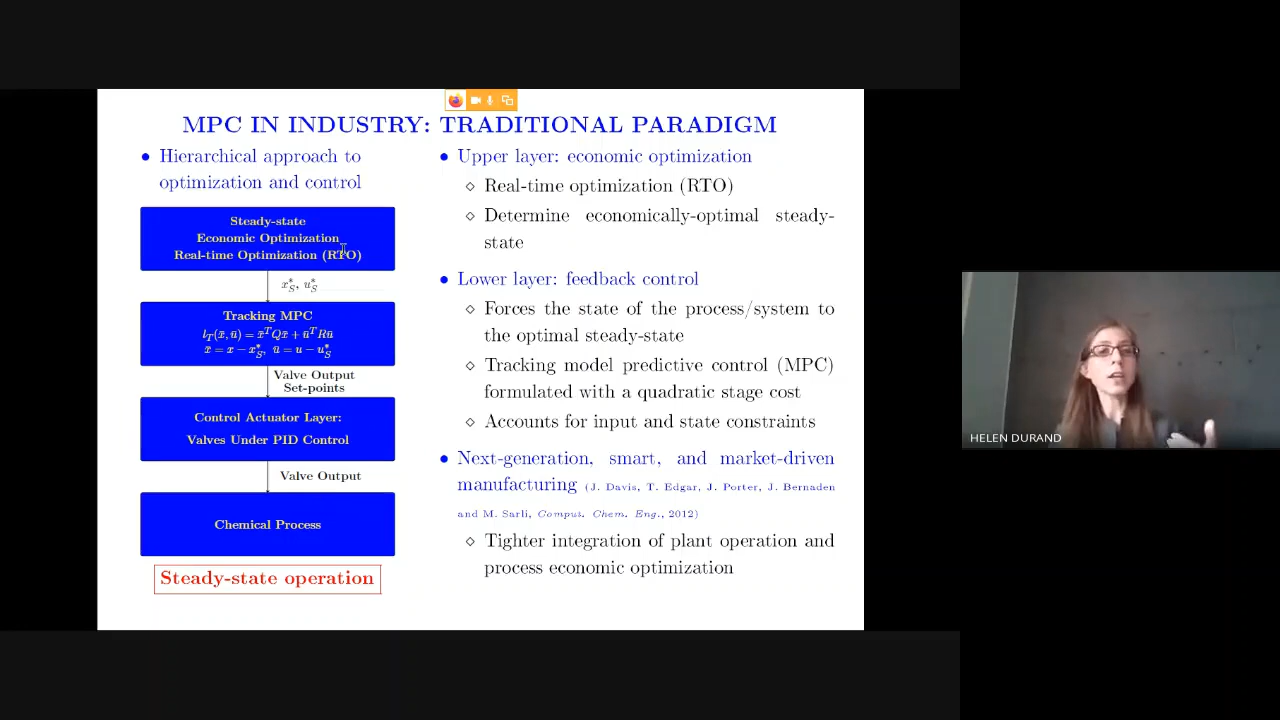 MPC IN INDUSTRY: TRADITIONAL PARADIGM
• Hierarchical approach to
optimization and control
Steady-state
Economic Optimization
Real-time Optimization (RTO)
x*_S, u*_S
Tracking MPC
l_T(x̄, ū) = x̄^T Q x̄ + ū^T R ū
x̄ = x − x*_S, ū = u − u*_S
Valve Output
Set-points
Control Actuator Layer:
Valves Under PID Control
Valve Output
Chemical Process
Steady-state operation
• Upper layer: economic optimization
◇ Real-time optimization (RTO)
◇ Determine economically-optimal steady-
state
• Lower layer: feedback control
◇ Forces the state of the process/system to
the optimal steady-state
◇ Tracking model predictive control (MPC)
formulated with a quadratic stage cost
◇ Accounts for input and state constraints
• Next-generation, smart, and market-driven
manufacturing (J. Davis, T. Edgar, J. Porter, J. Bernaden
and M. Sarli, Comput. Chem. Eng., 2012)
◇ Tighter integration of plant operation and
process economic optimization
HELEN DURAND